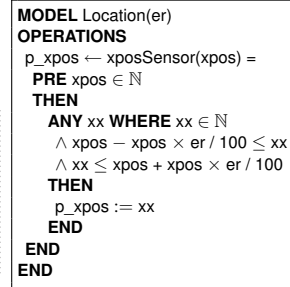 MODEL Location(er)
OPERATIONS
p_xpos ← xposSensor(xpos) =
PRE xpos ∈ ℕ
THEN
ANY xx WHERE xx ∈ ℕ
∧ xpos − xpos × er / 100 ≤ xx
∧ xx ≤ xpos + xpos × er / 100
THEN
p_xpos := xx
END
END
END